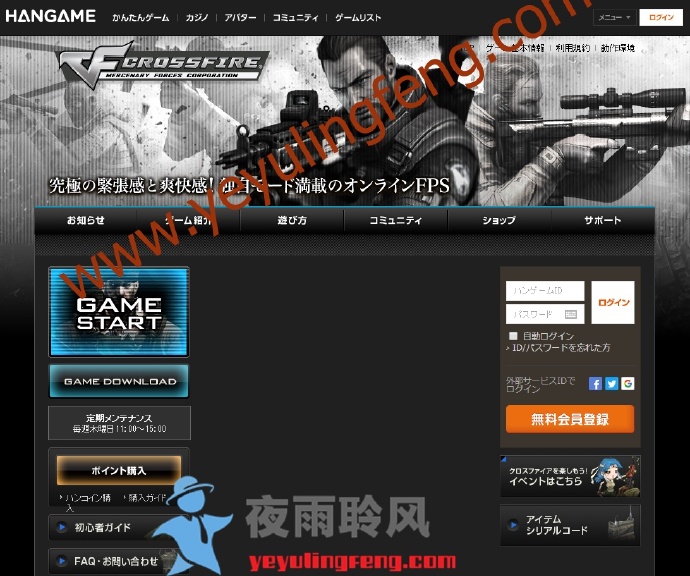 HANGAME かんたんゲーム カジノ アバター コミュニティ ゲームリスト メニュー ログイン
ゲーム 基本情報 利用規約 動作環境
CF CROSSFIRE
MERCENARY FORCES CORPORATION
www.yeyulingfeng.com
究極の緊張感と爽快感! 独自モード満載のオンラインFPS
お知らせ ゲーム紹介 遊び方 コミュニティ ショップ サポート
GAME START
GAME DOWNLOAD
定期メンテナンス
毎週木曜日11:00~15:00
ポイント購入
ハンコイン購入
購入ガイド
初心者ガイド
FAQ・お問い合わせ
ハンゲームID
パスワード
ログイン
自動ログイン
ID/パスワードを忘れた方
外部サービスIDで
ログイン
無料会員登録
クロスファイアを楽しもう!
イベントはこちら
アイテム
シリアルコード
夜雨聆风
yeyulingfeng.com